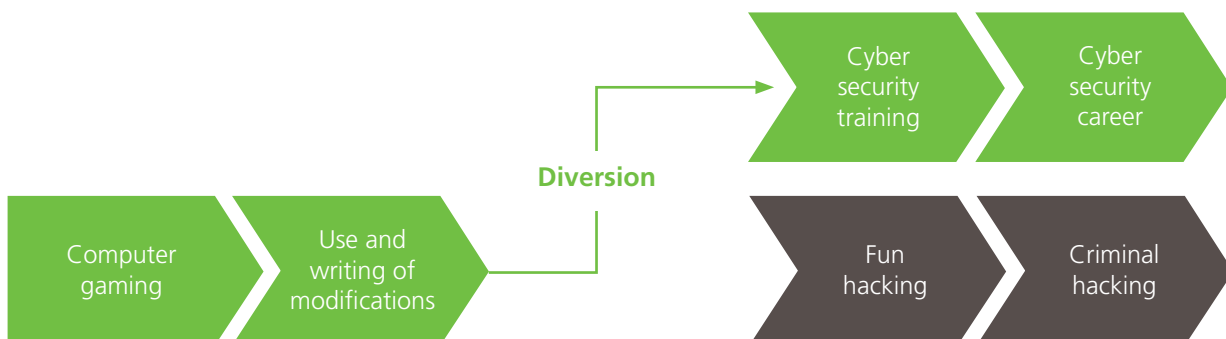 Cyber
security
training
Cyber
security
career
Diversion
Computer
gaming
Use and
writing of
modifications
Fun
hacking
Criminal
hacking